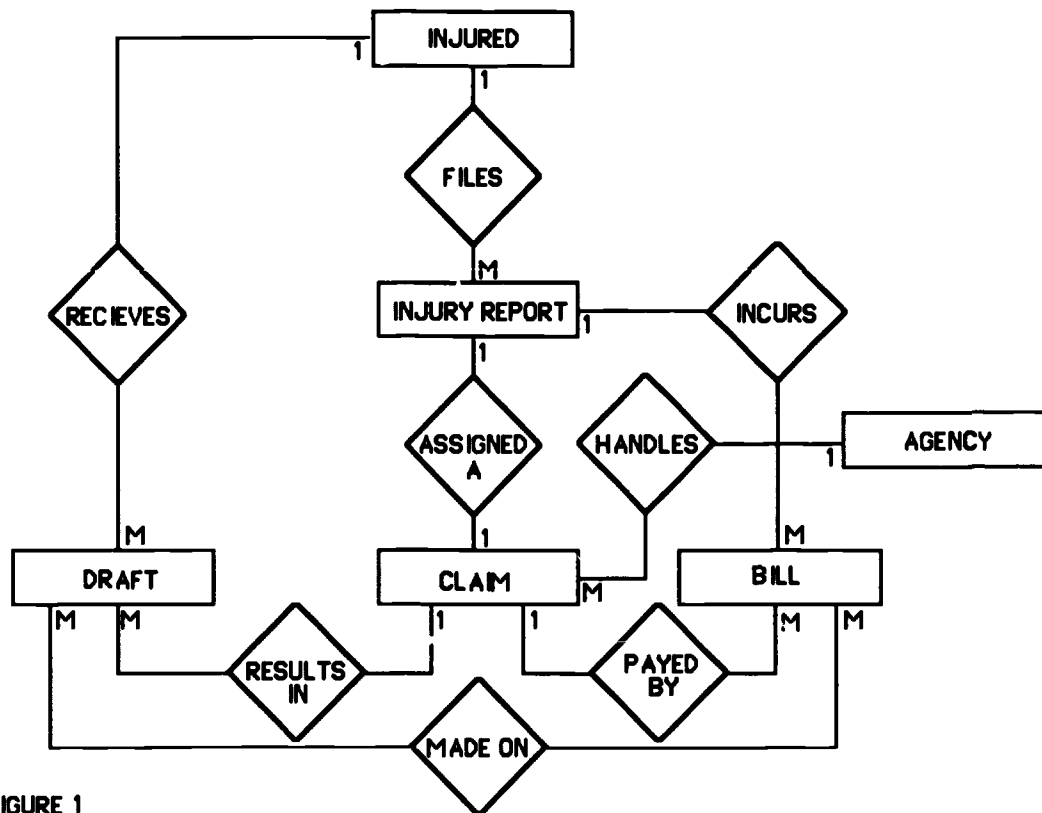 INJURED
1
1
FILES
M
INJURY REPORT
1
1
INCURS
RECIEVES
ASSIGNED
A
HANDLES
1
AGENCY
M
1
M
DRAFT
CLAIM
M
BILL
M
M
1
1
M
M
RESULTS
IN
PAYED
BY
MADE ON
IGURE 1